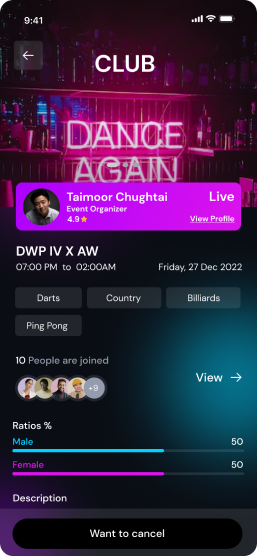 9:41
CLUB
DANCE
AGAIN
Taimoor Chughtai
Live
Event Organizer
4.9
View Profile
DWP IV X AW
07:00 PM to 02:00AM
Friday, 27 Dec 2022
Darts
Country
Billiards
Ping Pong
10 People are joined
+9
View
Ratios %
Male
50
Female
50
Description
Want to cancel